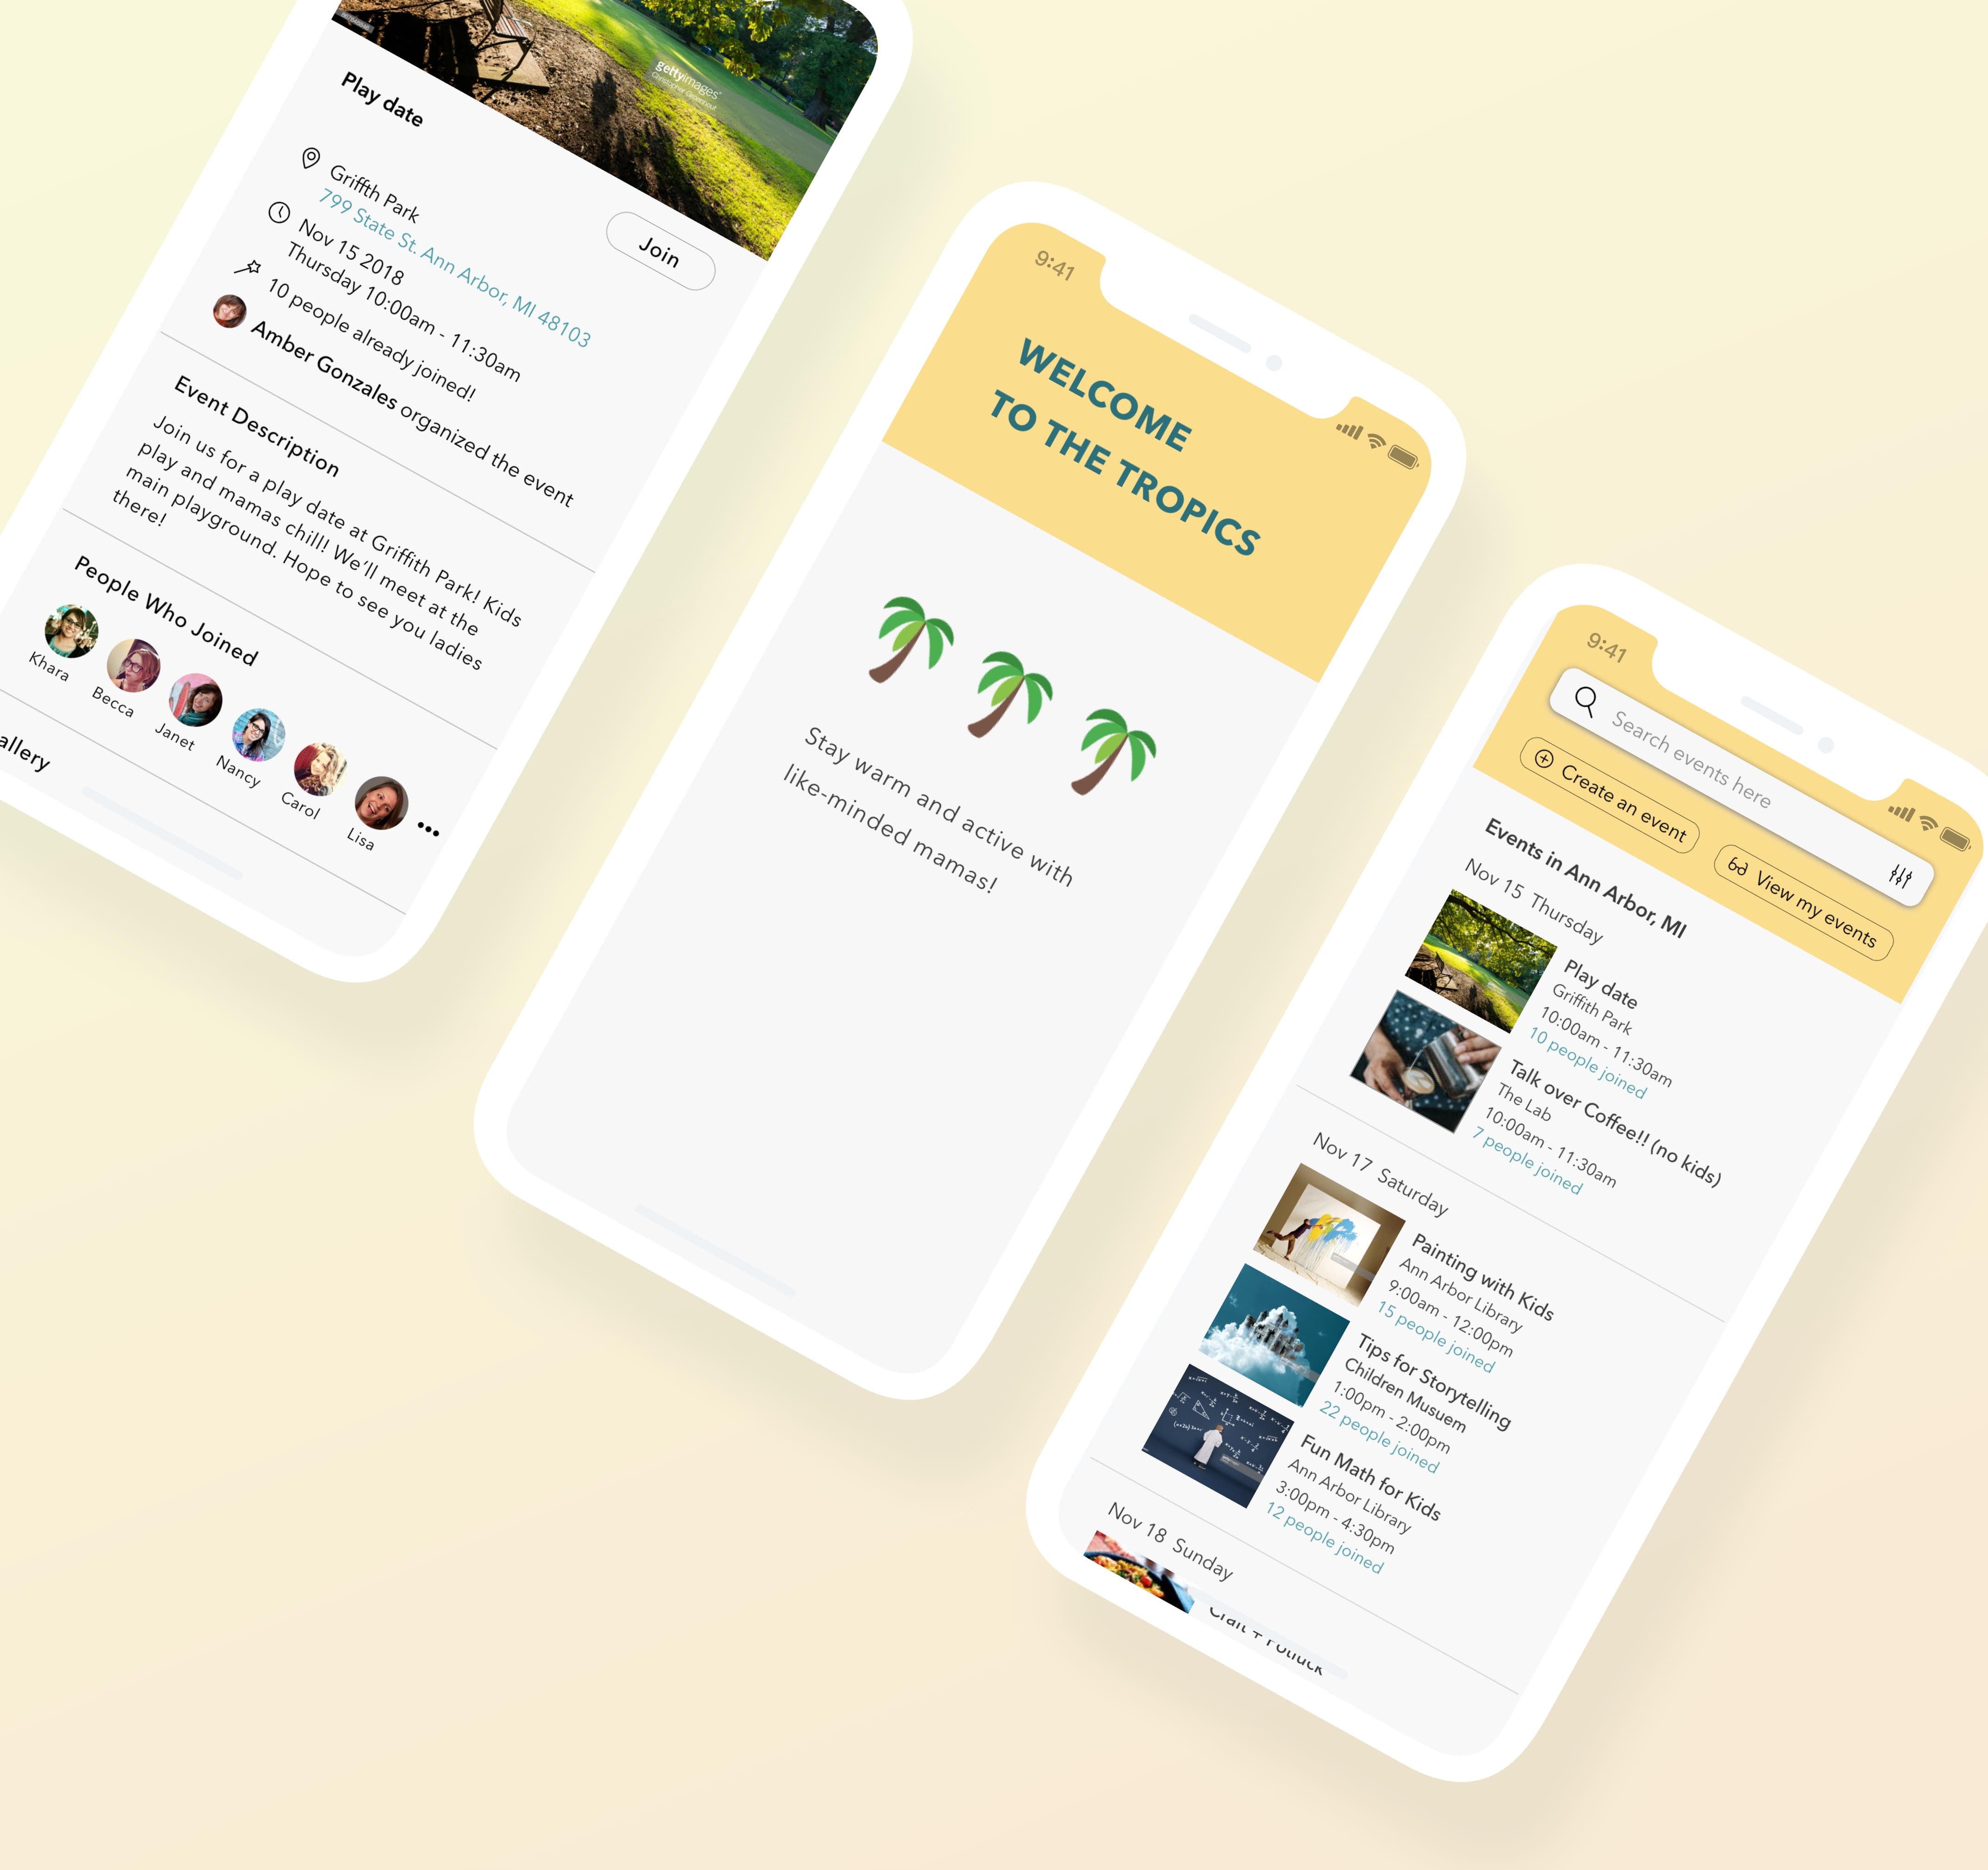 gettyimages
Play date
Griffth Park
799 State St. Ann Arbor, MI 48103
Nov 15 2018
Thursday 10:00am - 11:30am
10 people already joined!
Amber Gonzales organized the event
Join
Event Description
Join us for a play date at Griffith Park! Kids
play and mamas chill! We'll meet at the
main playground. Hope to see you ladies
there!
People Who Joined
Khara
Becca
Janet
Nancy
Carol
Lisa
allery
9:41
WELCOME
TO THE TROPICS
Stay warm and active with
like-minded mamas!
9:41
Search events here
Create an event
View my events
Events in Ann Arbor, MI
Nov 15 Thursday
Play date
Griffith Park
10:00am - 11:30am
10 people joined
Talk over Coffee!! (no kids)
The Lab
10:00am - 11:30am
7 people joined
Nov 17 Saturday
Painting with Kids
Ann Arbor Library
9:00am - 12:00pm
15 people joined
Tips for Storytelling
Children Musuem
1:00pm - 2:00pm
22 people joined
Fun Math for Kids
Ann Arbor Library
3:00pm - 4:30pm
12 people joined
Nov 18 Sunday
Craft + Potluck